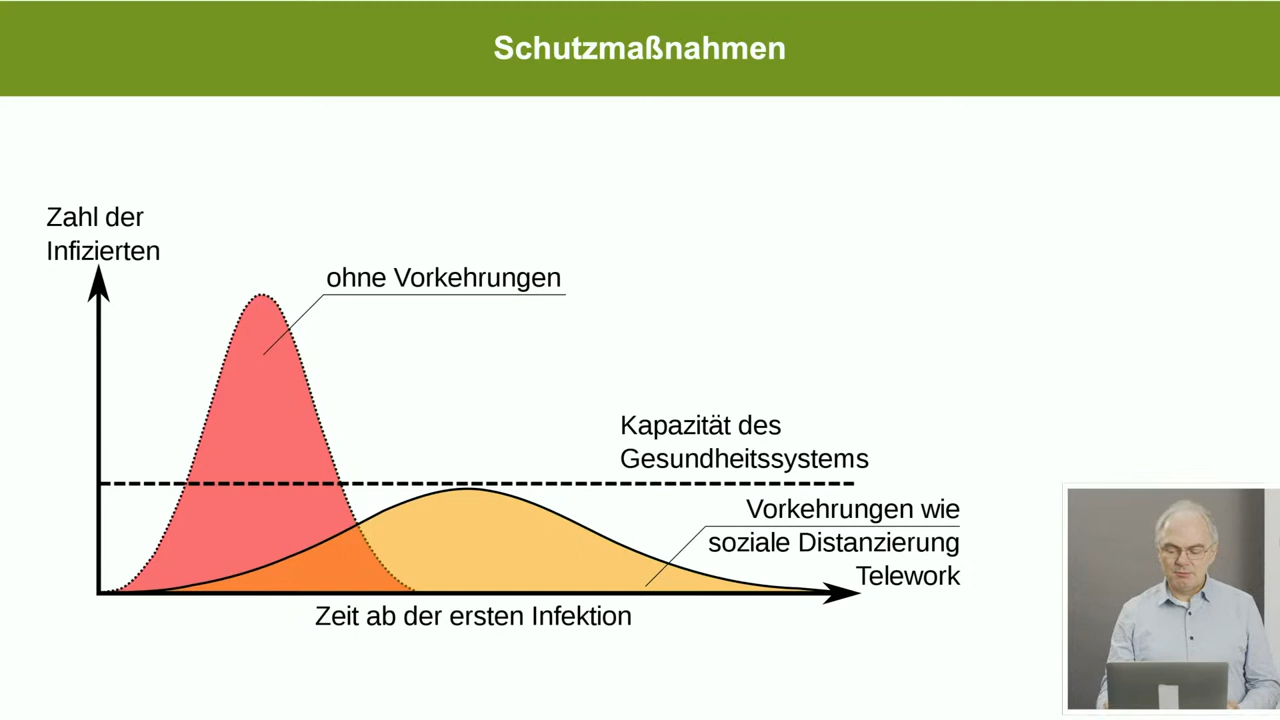 Schutzmaßnahmen
Zahl der
Infizierten
ohne Vorkehrungen
Kapazität des
Gesundheitssystems
Vorkehrungen wie
soziale Distanzierung
Telework
Zeit ab der ersten Infektion